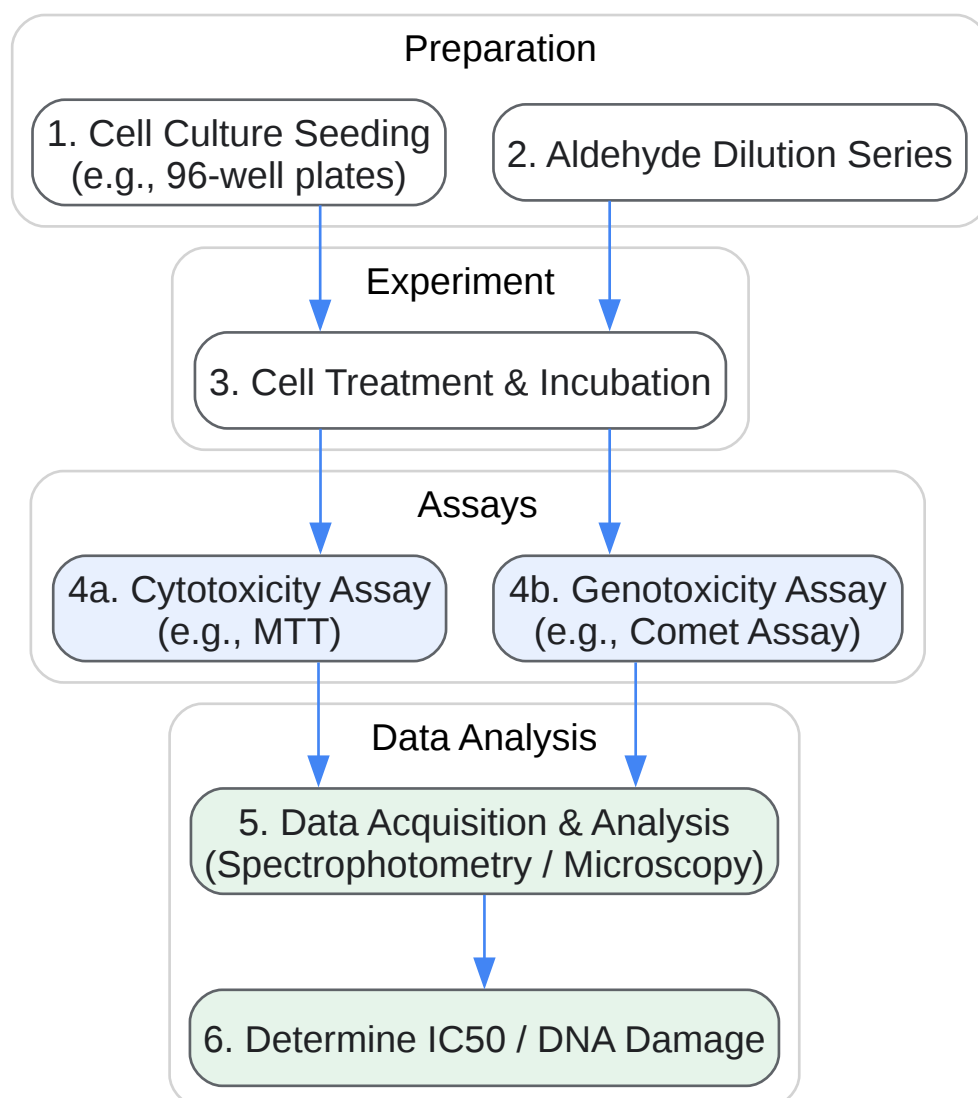 Preparation
1. Cell Culture Seeding
(e.g., 96-well plates)
2. Aldehyde Dilution Series
Experiment
3. Cell Treatment & Incubation
Assays
4a. Cytotoxicity Assay
(e.g., MTT)
4b. Genotoxicity Assay
(e.g., Comet Assay)
Data Analysis
5. Data Acquisition & Analysis
(Spectrophotometry / Microscopy)
6. Determine IC50 / DNA Damage